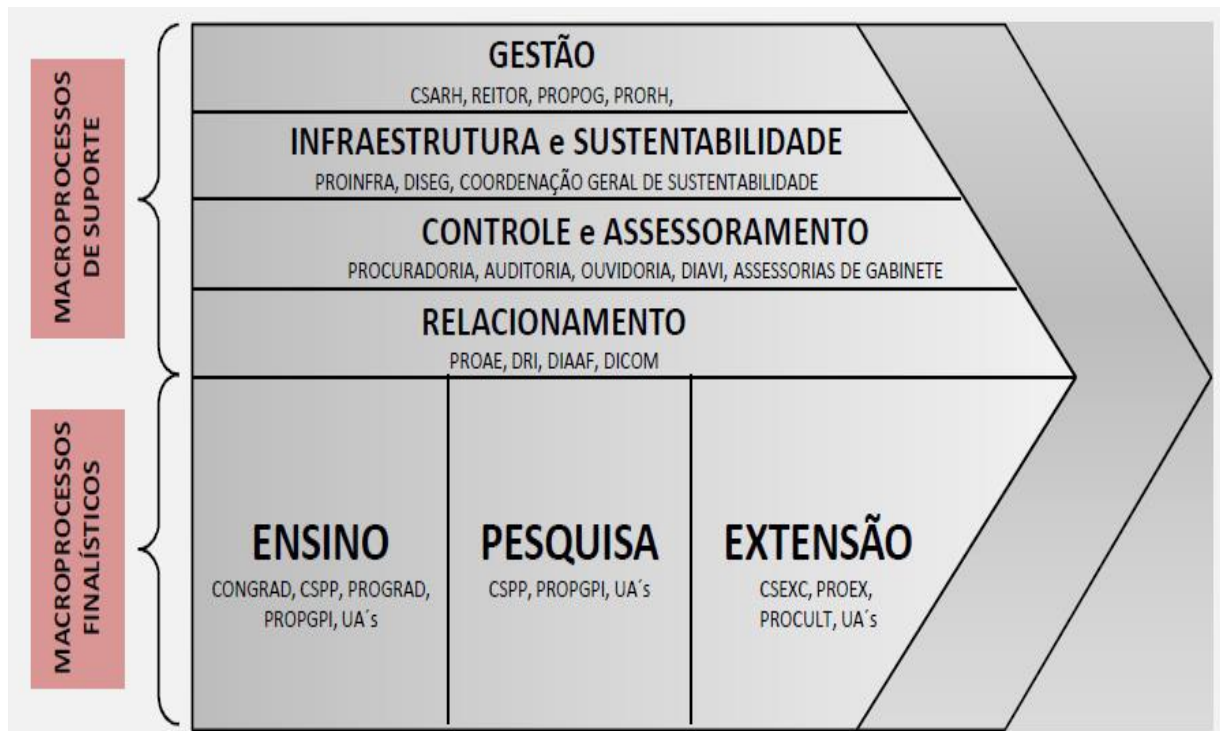 MACROPROCESSOS
DE SUPORTE
GESTÃO
CSARH, REITOR, PROPOG, PRORH,
INFRAESTRUTURA e SUSTENTABILIDADE
PROINFRA, DISEG, COORDENAÇÃO GERAL DE SUSTENTABILIDADE
CONTROLE e ASSESSORAMENTO
PROCURADORIA, AUDITORIA, OUVIDORIA, DIAVI, ASSESSORIAS DE GABINETE
RELACIONAMENTO
PROAE, DRI, DIAAF, DICOM
MACROPROCESSOS
FINALÍSTICOS
ENSINO
CONGRAD, CSPP, PROGRAD,
PROPGPI, UA´s
PESQUISA
CSPP, PROPGPI, UA´s
EXTENSÃO
CSEXC, PROEX,
PROCULT, UA´s